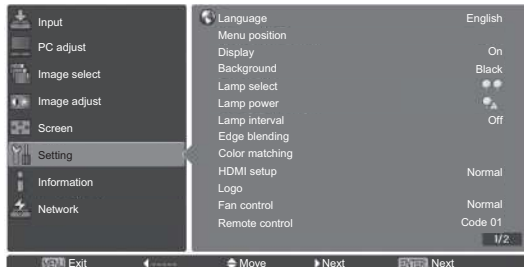 Input
PC adjust
Image select
Image adjust
Screen
Setting
Information
Network
Language English
Menu position
Display On
Background Black
Lamp select
Lamp power
Lamp interval Off
Edge blending
Color matching
HDMI setup Normal
Logo
Fan control Normal
Remote control Code 01
1/2
MENU Exit ◀ ----- Move ▶ Next ENTER Next